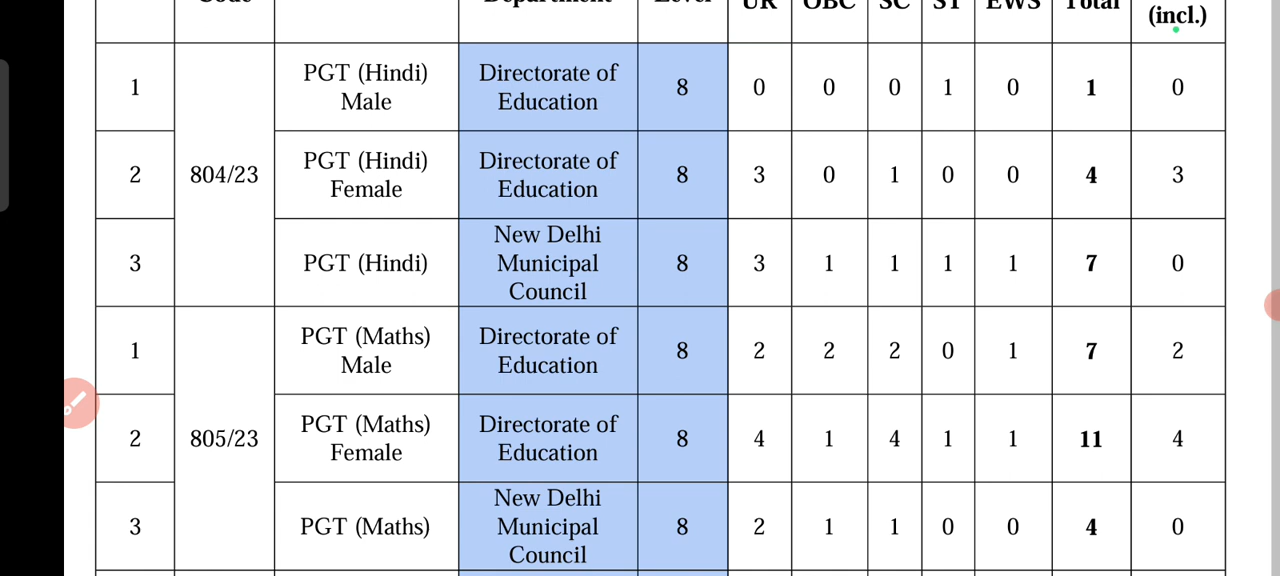 Code Department Level UR OBC SC ST EWS Total (incl.)
1 804/23 PGT (Hindi) Male Directorate of Education 8 0 0 0 1 0 1 0
2 PGT (Hindi) Female Directorate of Education 8 3 0 1 0 0 4 3
3 PGT (Hindi) New Delhi Municipal Council 8 3 1 1 1 1 7 0
1 805/23 PGT (Maths) Male Directorate of Education 8 2 2 2 0 1 7 2
2 PGT (Maths) Female Directorate of Education 8 4 1 4 1 1 11 4
3 PGT (Maths) New Delhi Municipal Council 8 2 1 1 0 0 4 0